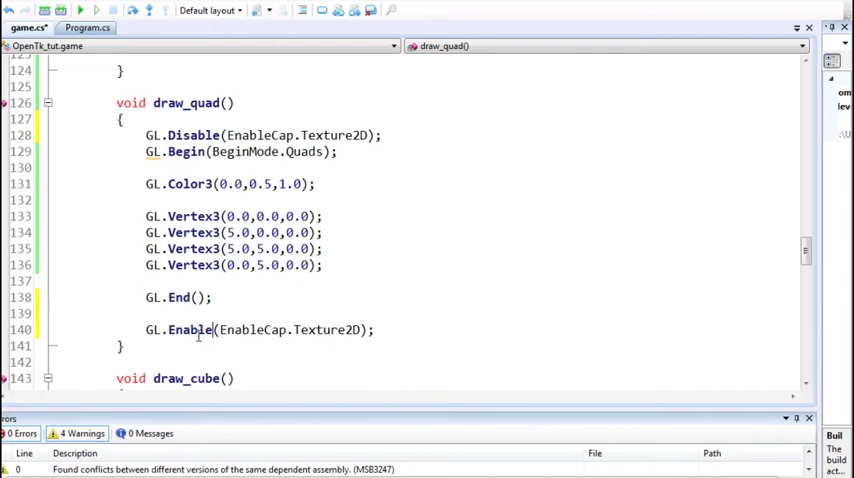 Default layout
game.cs*
Program.cs
OpenTk_tut.game
draw_quad()
124 }
125
126 void draw_quad()
127 {
128 GL.Disable(EnableCap.Texture2D);
129 GL.Begin(BeginMode.Quads);
130
131 GL.Color3(0.0,0.5,1.0);
132
133 GL.Vertex3(0.0,0.0,0.0);
134 GL.Vertex3(5.0,0.0,0.0);
135 GL.Vertex3(5.0,5.0,0.0);
136 GL.Vertex3(0.0,5.0,0.0);
137
138 GL.End();
139
140 GL.Enable(EnableCap.Texture2D);
141 }
142
143 void draw_cube()
om
dev
:\U
rors
0 Errors 4 Warnings 0 Messages
Line Description File Path
0 Found conflicts between different versions of the same dependent assembly. (MSB3247)
Buil
The
build
act...